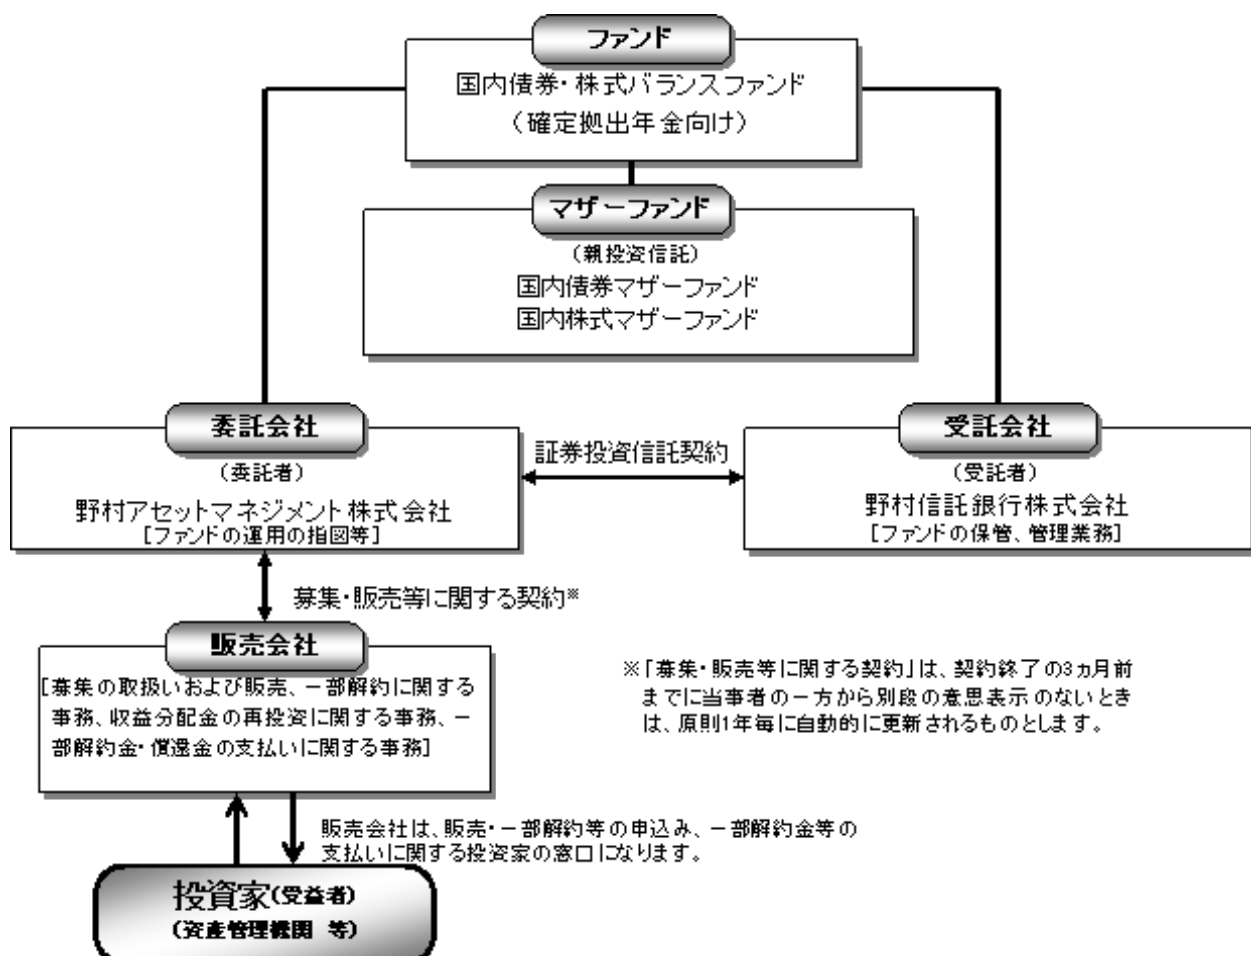 ファンド
国内債券・株式バランスファンド
（確定拠出年金向け）
マザーファンド
（親投資信託）
国内債券マザーファンド
国内株式マザーファンド
委託会社
（委託者）
野村アセットマネジメント株式会社
［ファンドの運用の指図等］
証券投資信託契約
受託会社
（受託者）
野村信託銀行株式会社
［ファンドの保管、管理業務］
募集・販売等に関する契約※
販売会社
［募集の取扱いおよび販売、一部解約に関する
事務、収益分配金の再投資に関する事務、一
部解約金・償還金の支払いに関する事務］
※「募集・販売等に関する契約」は、契約終了の3ヵ月前
までに当事者の一方から別段の意思表示のないとき
は、原則1年毎に自動的に更新されるものとします。
販売会社は、販売・一部解約等の申込み、一部解約金等の
支払いに関する投資家の窓口になります。
投資家（受益者）
（資産管理機関 等）